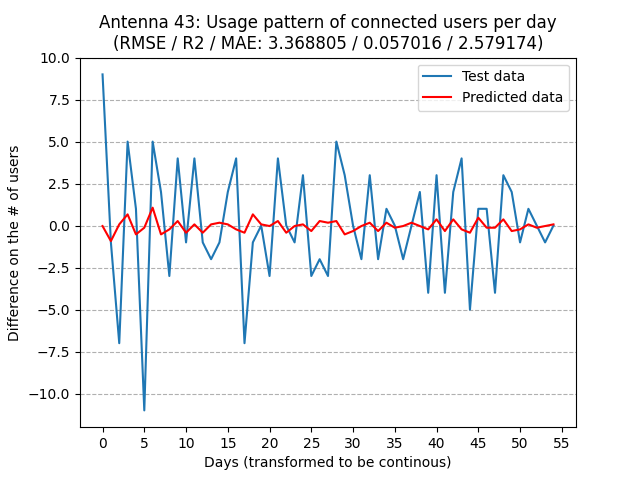 Antenna 43: Usage pattern of connected users per day
(RMSE / R2 / MAE: 3.368805 / 0.057016 / 2.579174)
Test data
Predicted data
Difference on the # of users
10.0
7.5
5.0
2.5
0.0
−2.5
−5.0
−7.5
−10.0
0 5 10 15 20 25 30 35 40 45 50 55
Days (transformed to be continous)